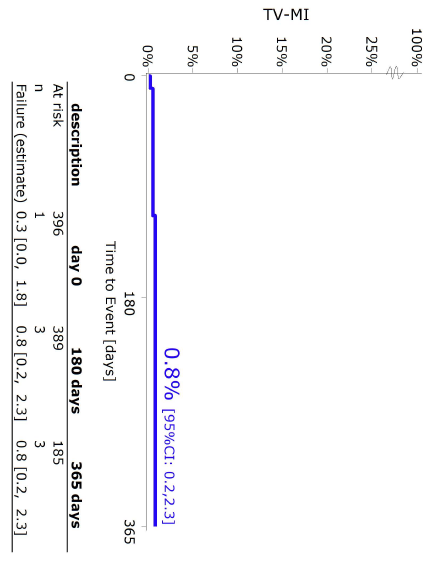 TV-MI
100%
25%
20%
15%
10%
5%
0%
0.8% [95%CI: 0.2,2.3]
0 180 365
Time to Event [days]
description day 0 180 days 365 days
At risk 396 389 185
n 1 3 3
Failure (estimate) 0.3 [0.0, 1.8] 0.8 [0.2, 2.3] 0.8 [0.2, 2.3]